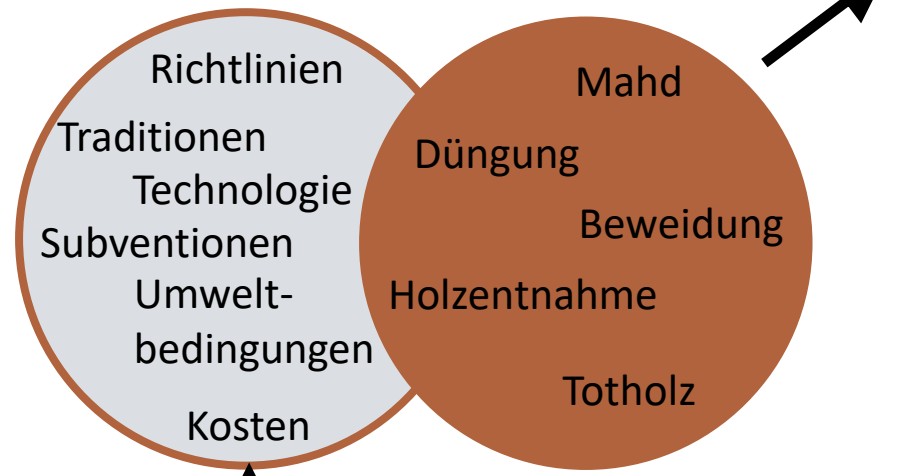 Richtlinien
Traditionen
Technologie
Subventionen
Umwelt-
bedingungen
Kosten
Mahd
Düngung
Beweidung
Holzentnahme
Totholz